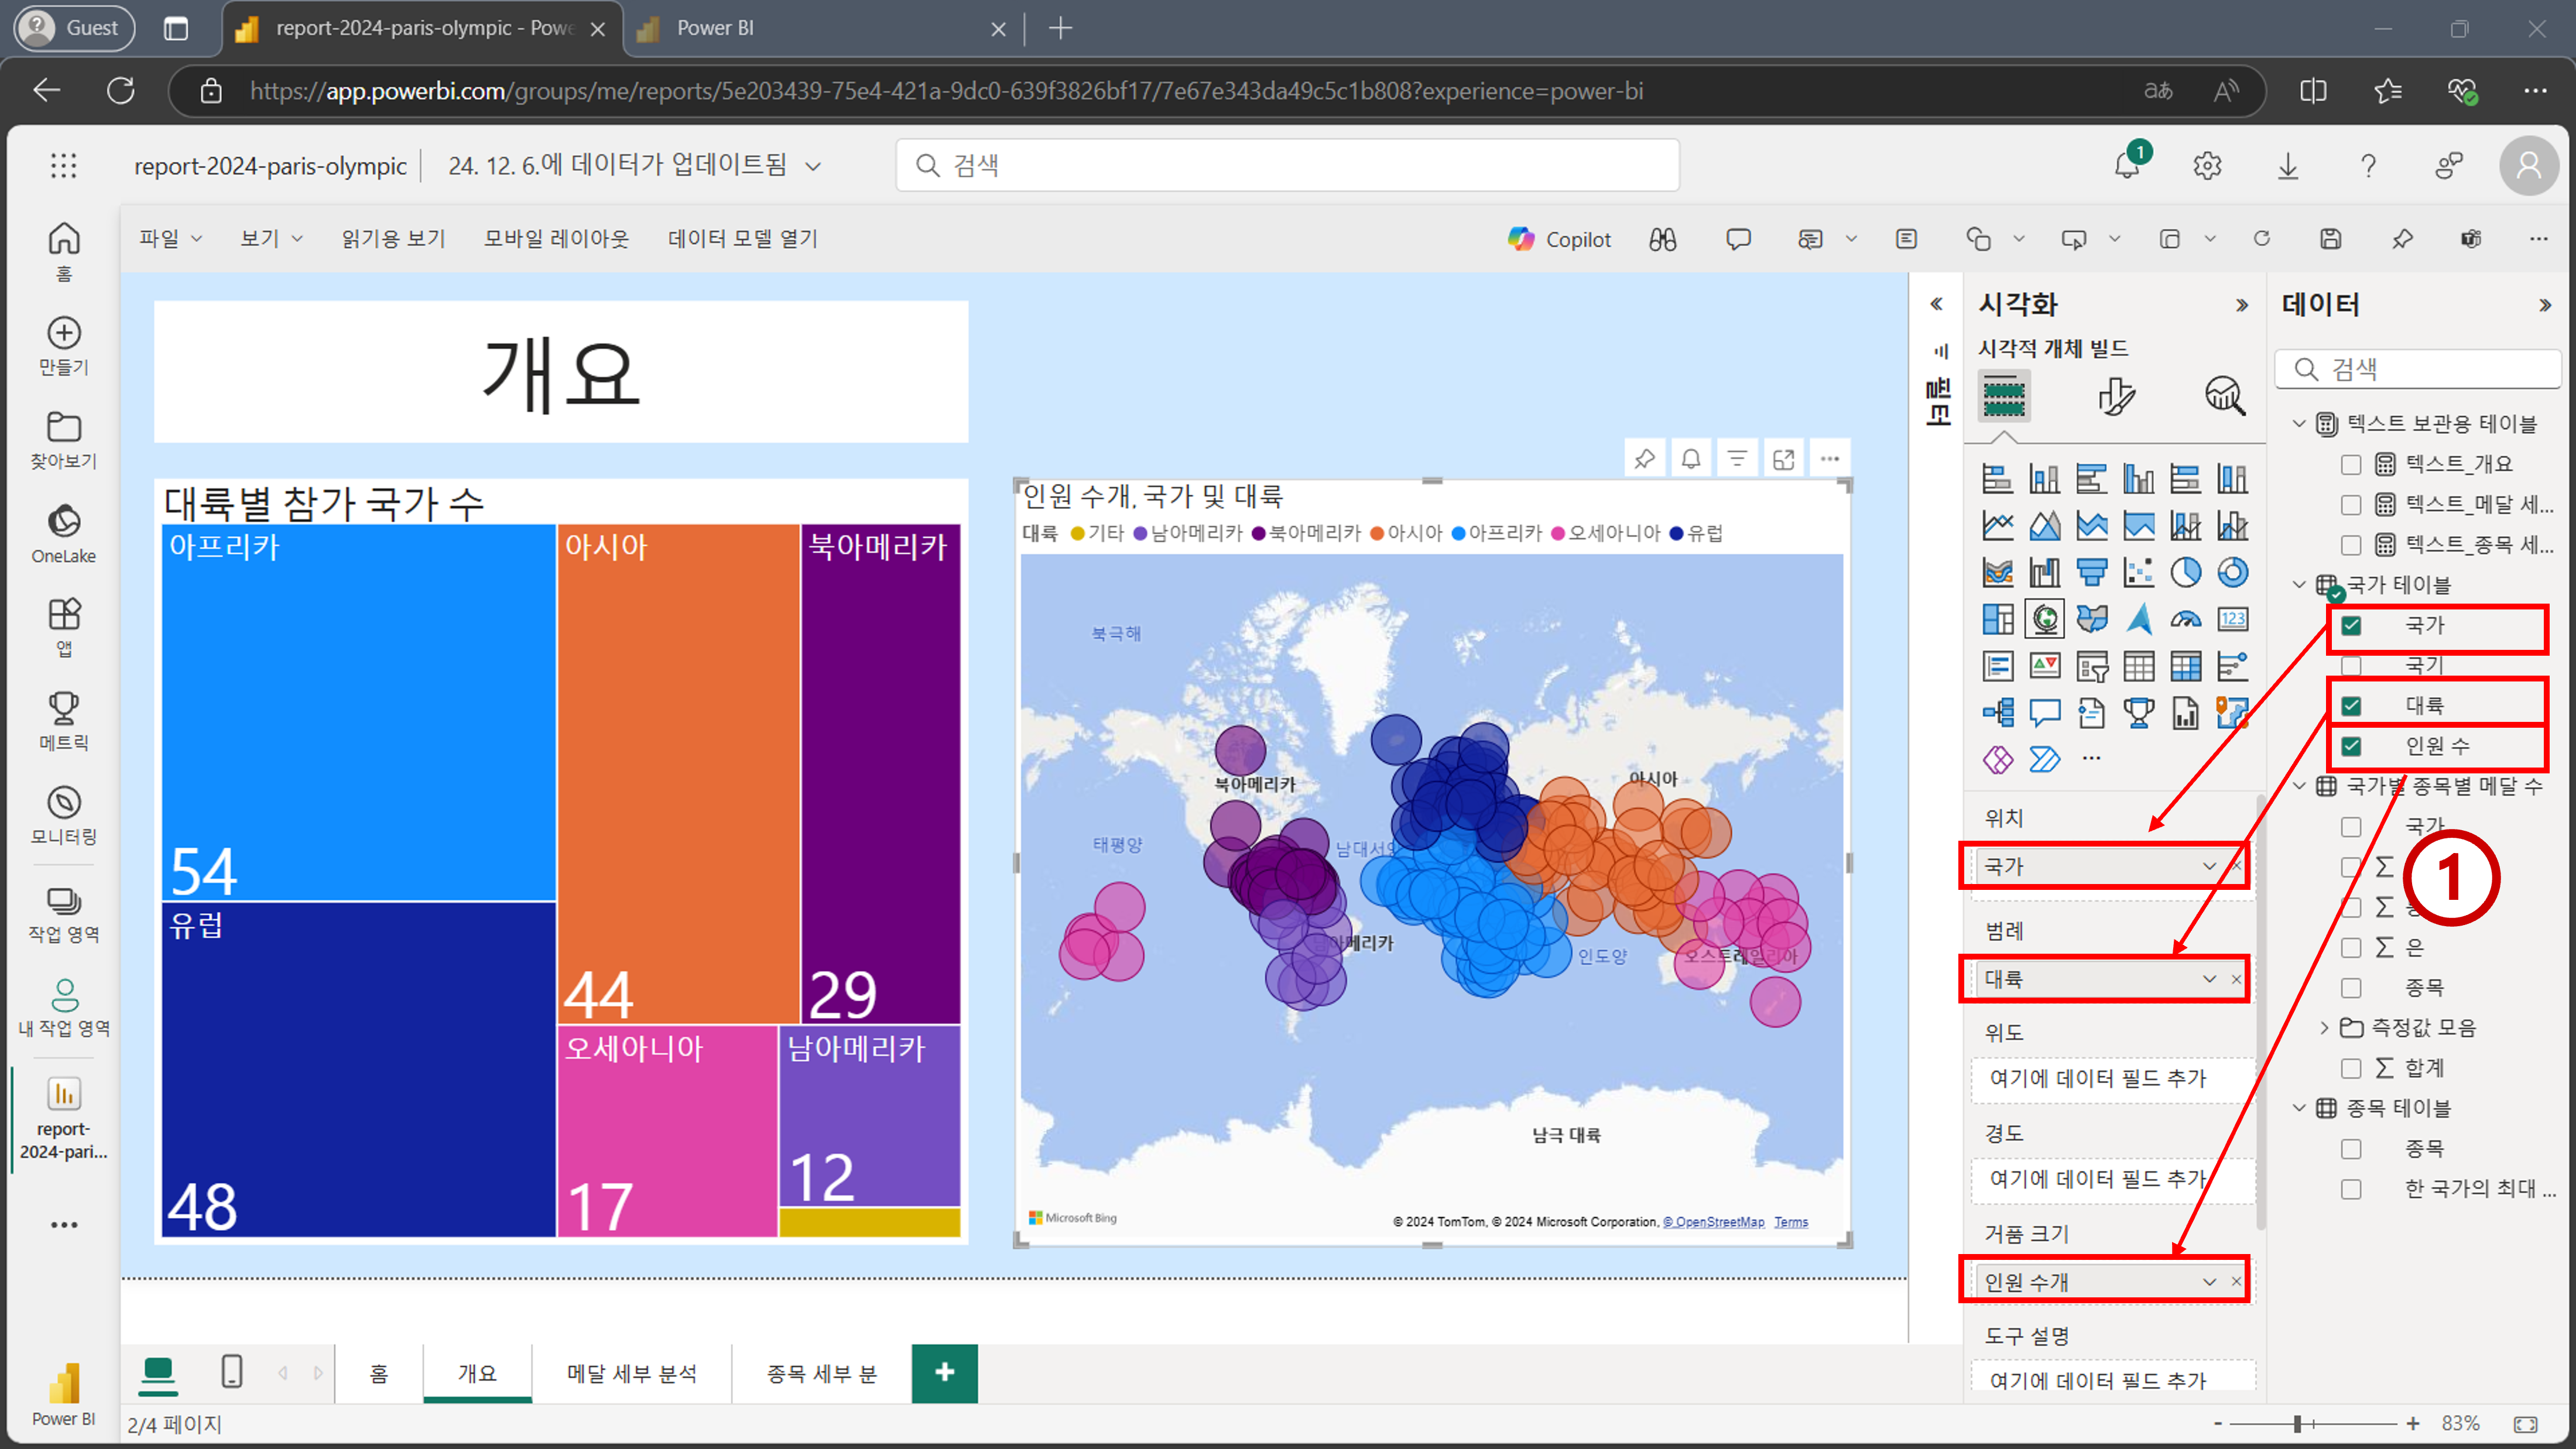 Guest
report-2024-paris-olympic - Powe
Power BI
https://app.powerbi.com/groups/me/reports/5e203439-75e4-421a-9dc0-639f3826bf17/7e67e343da49c5c1b808?experience=power-bi
report-2024-paris-olympic
24. 12. 6.에 데이터가 업데이트됨
검색
1
파일
보기
읽기용 보기
모바일 레이아웃
데이터 모델 열기
Copilot
홈
만들기
찾아보기
OneLake
앱
메트릭
모니터링
작업 영역
내 작업 영역
report-
2024-pari...
Power BI
개요
대륙별 참가 국가 수
아프리카
54
유럽
48
아시아
44
북아메리카
29
오세아니아
17
남아메리카
12
인원 수개, 국가 및 대륙
대륙 기타 남아메리카 북아메리카 아시아 아프리카 오세아니아 유럽
북극해
북아메리카
아시아
태평양
인도양
오스트레일리아
남극 대륙
Microsoft Bing
© 2024 TomTom, © 2024 Microsoft Corporation, © OpenStreetMap Terms
필터
시각화
시각적 개체 빌드
123
위치
국가
범례
대륙
위도
여기에 데이터 필드 추가
경도
여기에 데이터 필드 추가
거품 크기
인원 수개
도구 설명
여기에 데이터 필드 추가
데이터
검색
텍스트 보관용 테이블
텍스트_개요
텍스트_메달 세...
텍스트_종목 세...
국가 테이블
국가
국기
대륙
인원 수
국가별 종목별 메달 수
국가
1
은
종목
측정값 모음
합계
종목 테이블
종목
한 국가의 최대 ...
홈
개요
메달 세부 분석
종목 세부 분
2/4 페이지
83%